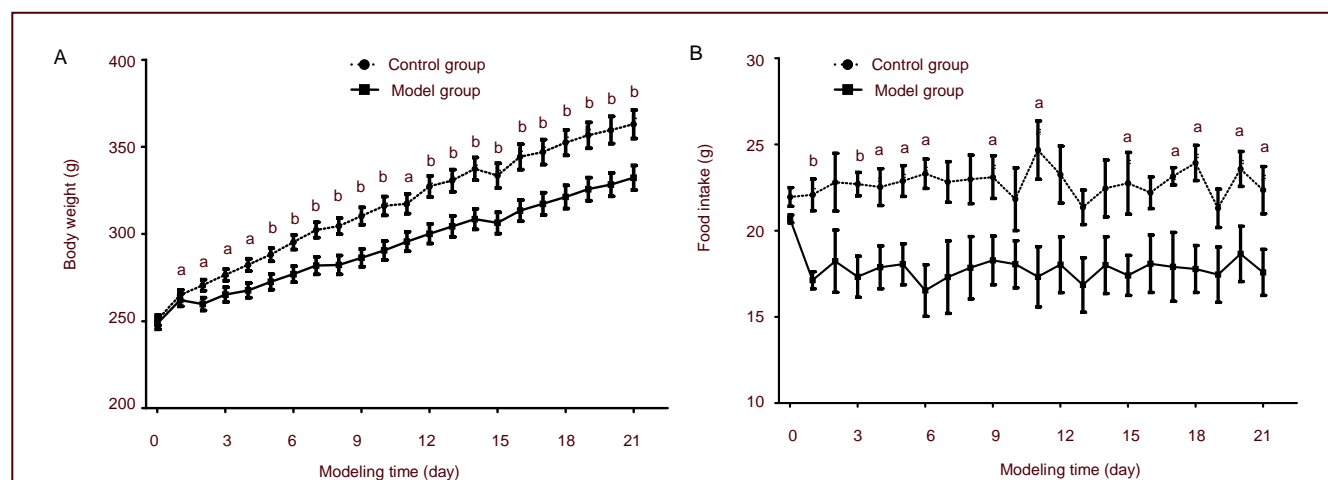 A
400
350
300
250
200
Body weight (g)
Control group
Model group
a a a a b b b b b b a b b b b b b b b b b
0 3 6 9 12 15 18 21
Modeling time (day)
B
30
25
20
15
10
Food intake (g)
Control group
Model group
b b a a a a a a a a a a
0 3 6 9 12 15 18 21
Modeling time (day)